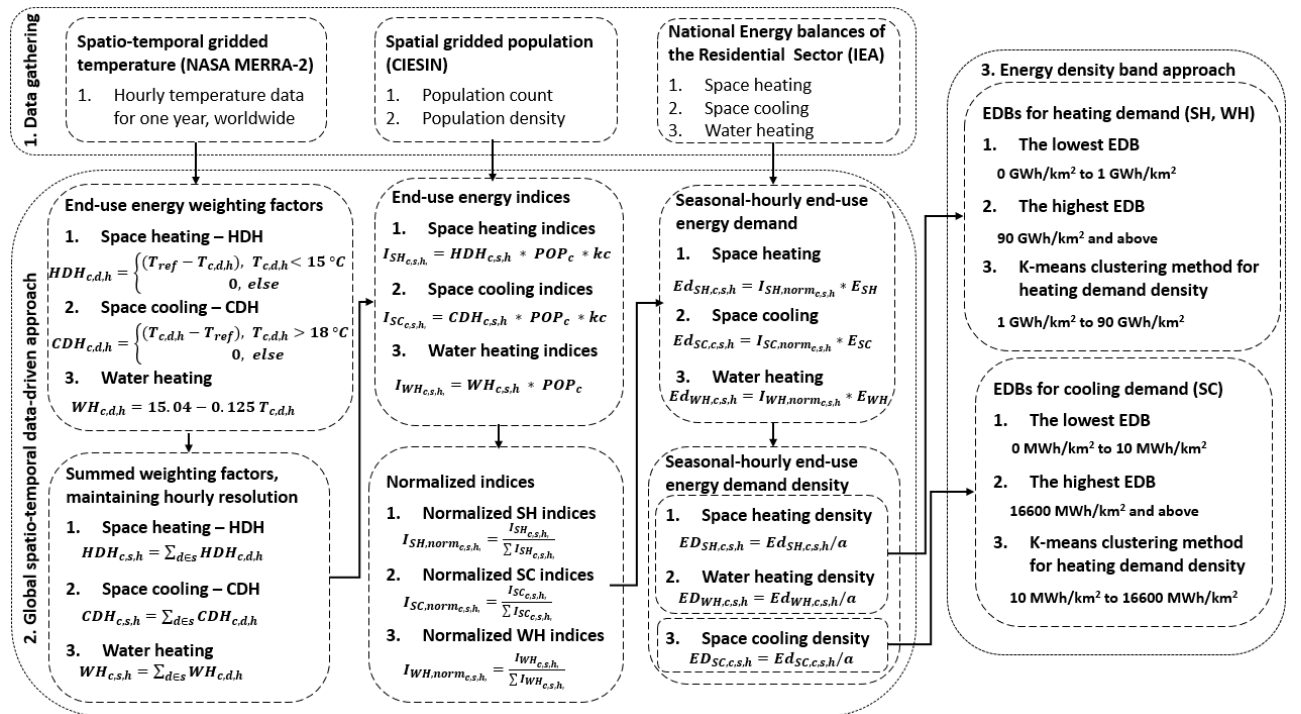 1. Data gathering
Spatio-temporal gridded
temperature (NASA MERRA-2)
1. Hourly temperature data
for one year, worldwide
Spatial gridded population
(CIESIN)
1. Population count
2. Population density
National Energy balances
of the Residential Sector (IEA)
1. Space heating
2. Space cooling
3. Water heating
2. Global spatio-temporal data-driven approach
End-use energy weighting factors
1. Space heating – HDH
HDH_{c,d,h} = { (T_{ref} − T_{c,d,h}), T_{c,d,h} < 15 °C
0, else
2. Space cooling – CDH
CDH_{c,d,h} = { (T_{c,d,h} − T_{ref}), T_{c,d,h} > 18 °C
0, else
3. Water heating
WH_{c,d,h} = 15.04 − 0.125 T_{c,d,h}
Summed weighting factors,
maintaining hourly resolution
1. Space heating – HDH
HDH_{c,s,h} = ∑_{d∈s} HDH_{c,d,h}
2. Space cooling – CDH
CDH_{c,s,h} = ∑_{d∈s} CDH_{c,d,h}
3. Water heating
WH_{c,s,h} = ∑_{d∈s} WH_{c,d,h}
End-use energy indices
1. Space heating indices
I_{SH_{c,s,h,}} = HDH_{c,s,h} * POP_c * kc
2. Space cooling indices
I_{SC_{c,s,h,}} = CDH_{c,s,h} * POP_c * kc
3. Water heating indices
I_{WH_{c,s,h,}} = WH_{c,s,h} * POP_c
Normalized indices
1. Normalized SH indices
I_{SH,norm_{c,s,h,}} = I_{SH_{c,s,h,}} / ∑ I_{SH_{c,s,h,}}
2. Normalized SC indices
I_{SC,norm_{c,s,h,}} = I_{SC_{c,s,h,}} / ∑ I_{SC_{c,s,h,}}
3. Normalized WH indices
I_{WH,norm_{c,s,h,}} = I_{WH_{c,s,h,}} / ∑ I_{WH_{c,s,h,}}
Seasonal-hourly end-use
energy demand
1. Space heating
Ed_{SH,c,s,h} = I_{SH,norm_{c,s,h}} * E_{SH}
2. Space cooling
Ed_{SC,c,s,h} = I_{SC,norm_{c,s,h}} * E_{SC}
3. Water heating
Ed_{WH,c,s,h} = I_{WH,norm_{c,s,h}} * E_{WH/}
Seasonal-hourly end-use
energy demand density
1. Space heating density
ED_{SH,c,s,h} = Ed_{SH,c,s,h}/a
2. Water heating density
ED_{WH,c,s,h} = Ed_{WH,c,s,h}/a
3. Space cooling density
ED_{SC,c,s,h} = Ed_{SC,c,s,h}/a
3. Energy density band approach
EDBs for heating demand (SH, WH)
1. The lowest EDB
0 GWh/km² to 1 GWh/km²
2. The highest EDB
90 GWh/km² and above
3. K-means clustering method for
heating demand density
1 GWh/km² to 90 GWh/km²
EDBs for cooling demand (SC)
1. The lowest EDB
0 MWh/km² to 10 MWh/km²
2. The highest EDB
16600 MWh/km² and above
3. K-means clustering method
for heating demand density
10 MWh/km² to 16600 MWh/km²